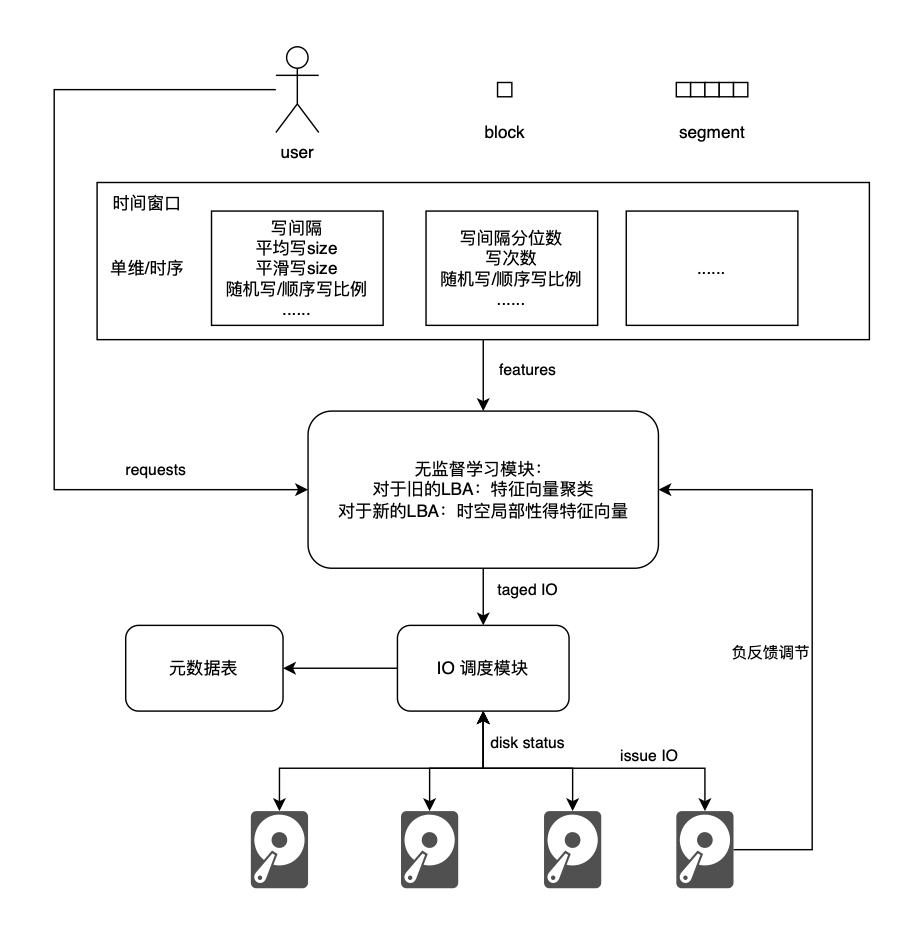 user
block
segment
时间窗口
单维/时序
写间隔
平均写size
平滑写size
随机写/顺序写比例
......
写间隔分位数
写次数
随机写/顺序写比例
......
......
features
requests
无监督学习模块：
对于旧的LBA：特征向量聚类
对于新的LBA：时空局部性得特征向量
taged IO
元数据表
IO 调度模块
负反馈调节
disk status
issue IO